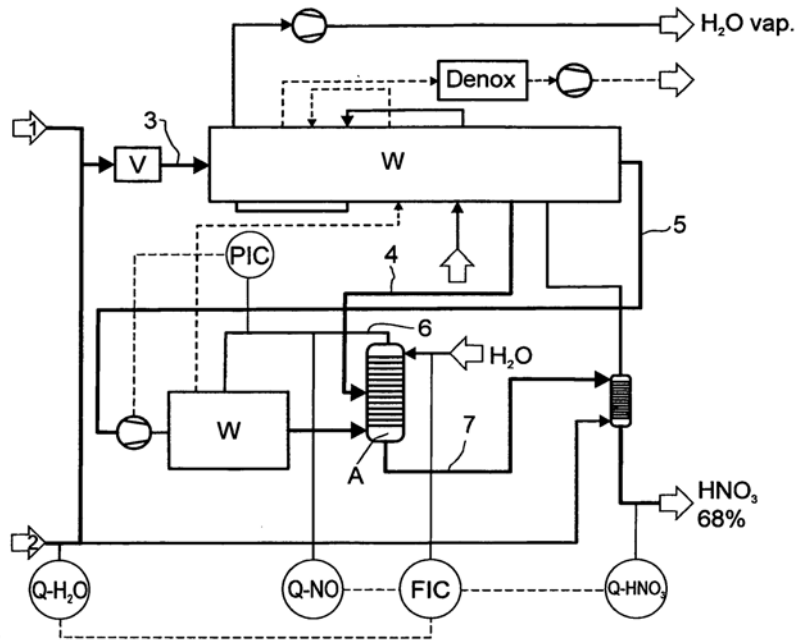 H₂O vap.
Denox
1
3
V
W
5
PIC
4
6
H₂O
W
7
A
HNO₃
68%
2
Q-H₂O
Q-NO
FIC
Q-HNO₃